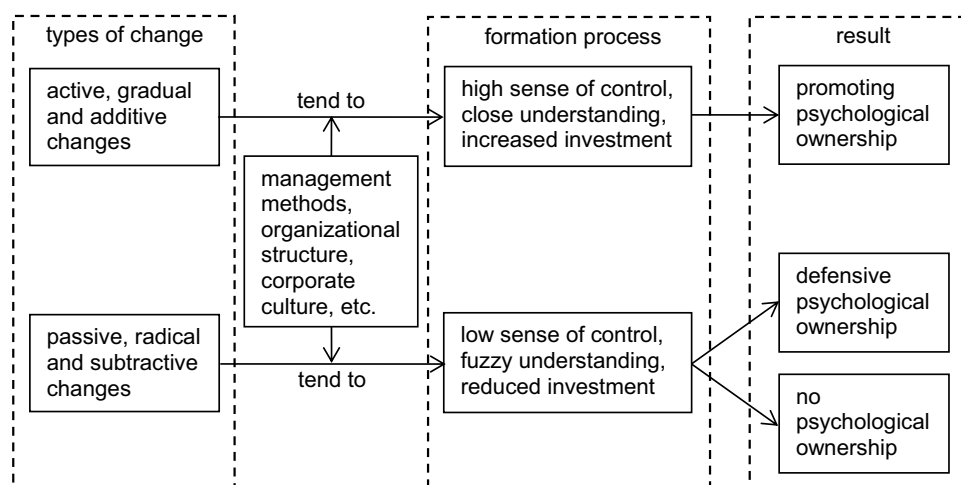 types of change
active, gradual
and additive
changes
passive, radical
and subtractive
changes
tend to
management
methods,
organizational
structure,
corporate
culture, etc.
tend to
formation process
high sense of control,
close understanding,
increased investment
low sense of control,
fuzzy understanding,
reduced investment
result
promoting
psychological
ownership
defensive
psychological
ownership
no
psychological
ownership